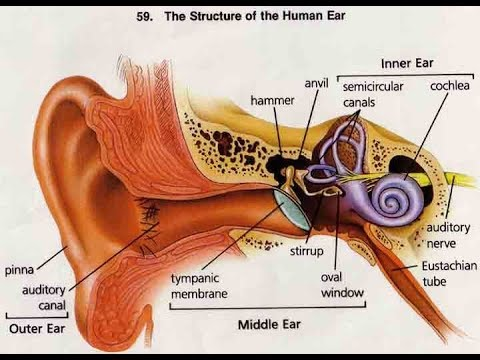 59. The Structure of the Human Ear
Inner Ear
anvil
semicircular
canals
cochlea
hammer
auditory
nerve
stirrup
Eustachian
tube
oval
window
pinna
tympanic
membrane
auditory
canal
Outer Ear
Middle Ear